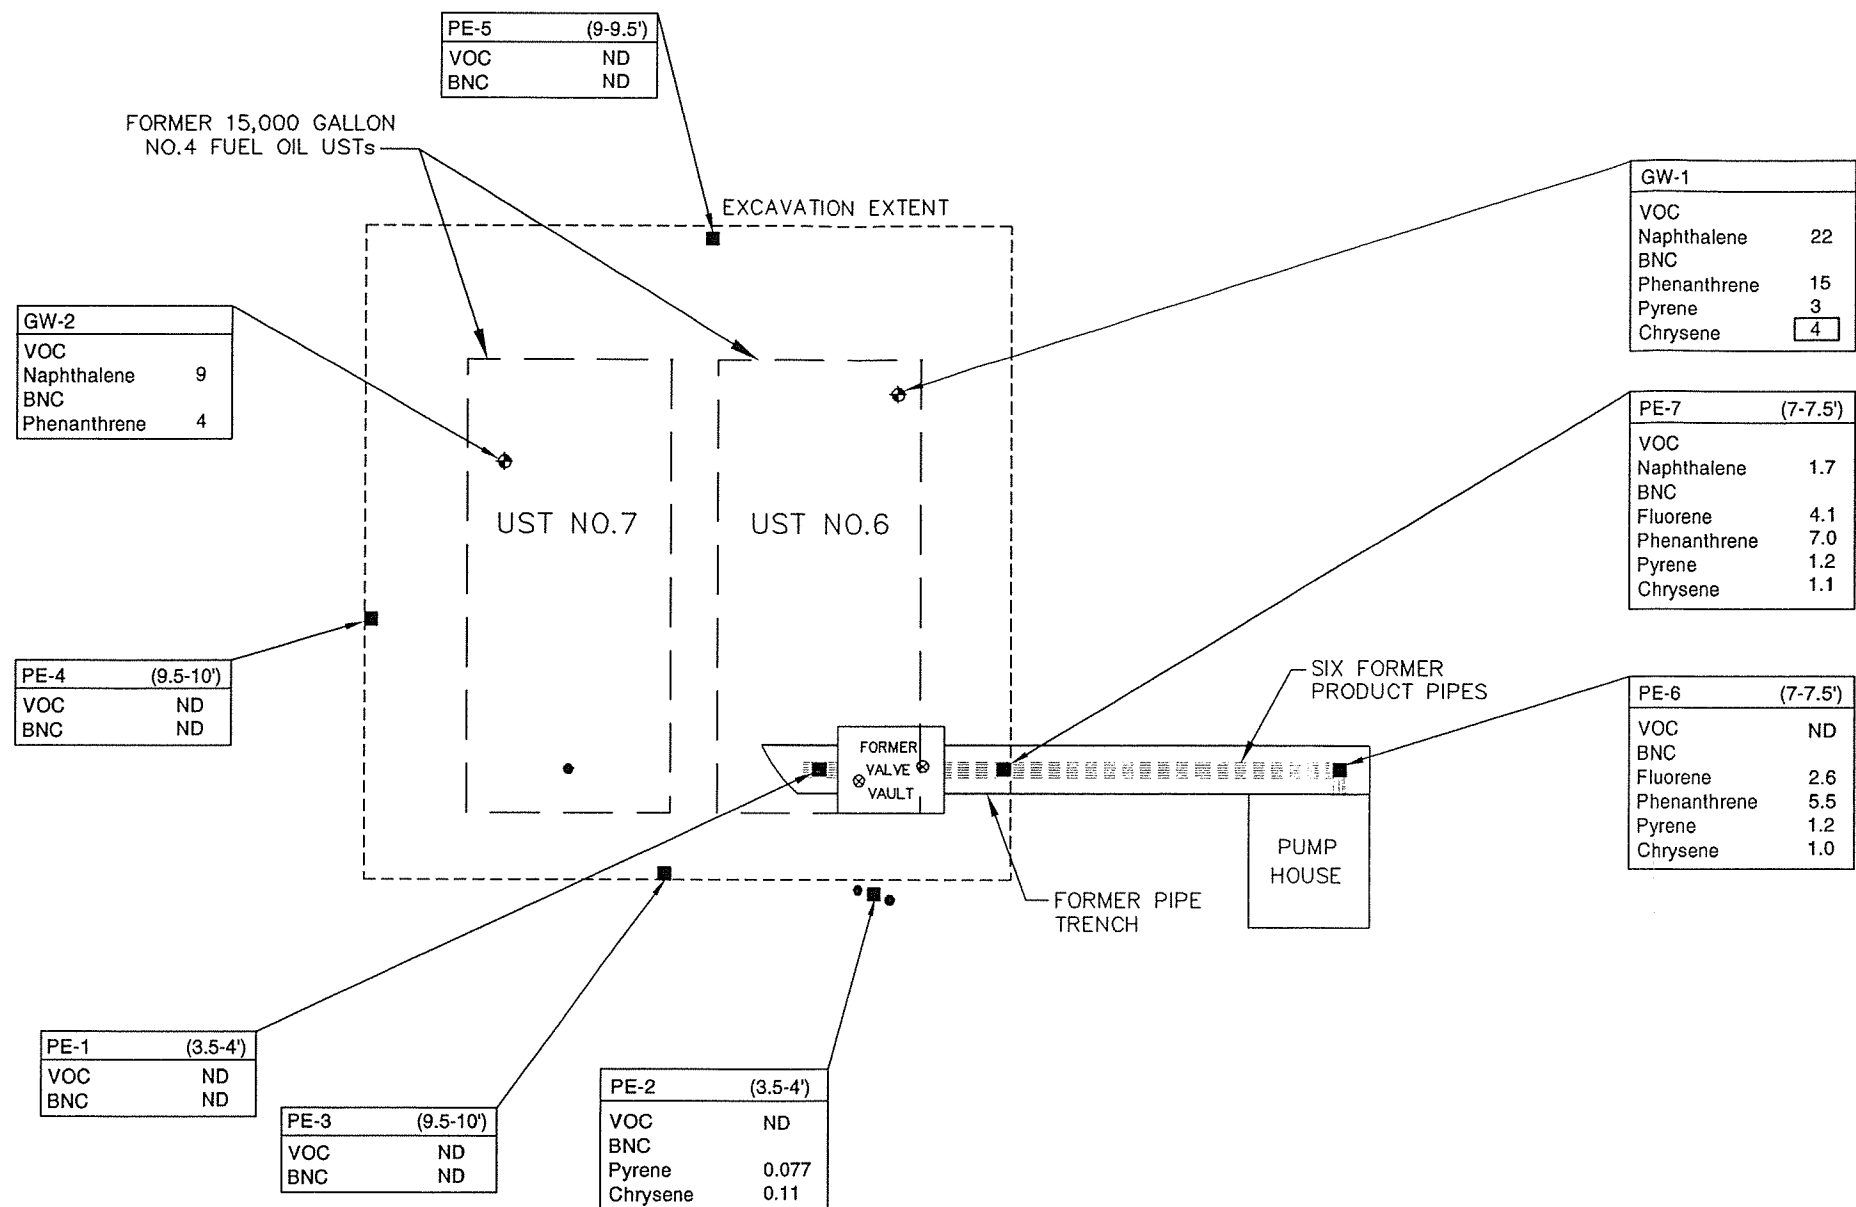 PE-5 (9-9.5')
VOC ND
BNC ND
FORMER 15,000 GALLON
NO.4 FUEL OIL USTs
EXCAVATION EXTENT
GW-1
VOC
Naphthalene 22
BNC
Phenanthrene 15
Pyrene 3
Chrysene 4
GW-2
VOC
Naphthalene 9
BNC
Phenanthrene 4
PE-7 (7-7.5')
VOC
Naphthalene 1.7
BNC
Fluorene 4.1
Phenanthrene 7.0
Pyrene 1.2
Chrysene 1.1
UST NO.7
UST NO.6
PE-4 (9.5-10')
VOC ND
BNC ND
SIX FORMER
PRODUCT PIPES
PE-6 (7-7.5')
VOC ND
BNC
Fluorene 2.6
Phenanthrene 5.5
Pyrene 1.2
Chrysene 1.0
FORMER
VALVE
VAULT
PUMP
HOUSE
FORMER PIPE
TRENCH
PE-1 (3.5-4')
VOC ND
BNC ND
PE-3 (9.5-10')
VOC ND
BNC ND
PE-2 (3.5-4')
VOC ND
BNC
Pyrene 0.077
Chrysene 0.11